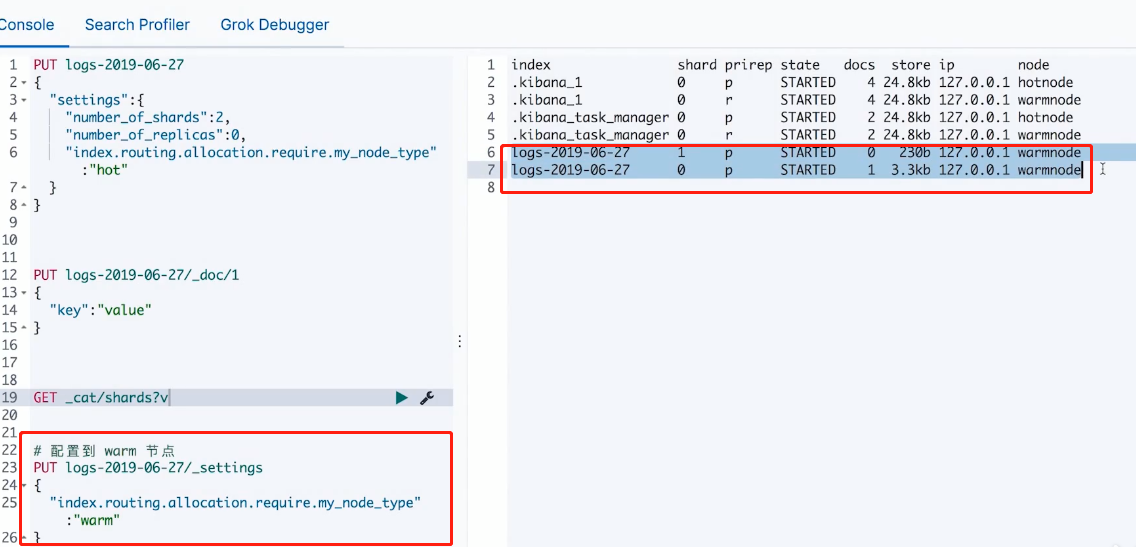 Console Search Profiler Grok Debugger
1 PUT logs-2019-06-27
2 {
3 "settings":{
4 "number_of_shards":2,
5 "number_of_replicas":0,
6 "index.routing.allocation.require.my_node_type"
:"hot"
7 }
8 }
9
10
11
12 PUT logs-2019-06-27/_doc/1
13 {
14 "key":"value"
15 }
16
17
18
19 GET _cat/shards?v
20
21
22 # 配置到 warm 节点
23 PUT logs-2019-06-27/_settings
24 {
25 "index.routing.allocation.require.my_node_type"
:"warm"
26 }
1 index shard prirep state docs store ip node
2 .kibana_1 0 p STARTED 4 24.8kb 127.0.0.1 hotnode
3 .kibana_1 0 r STARTED 4 24.8kb 127.0.0.1 warmnode
4 .kibana_task_manager 0 p STARTED 2 24.8kb 127.0.0.1 hotnode
5 .kibana_task_manager 0 r STARTED 2 24.8kb 127.0.0.1 warmnode
6 logs-2019-06-27 1 p STARTED 0 230b 127.0.0.1 warmnode
7 logs-2019-06-27 0 p STARTED 1 3.3kb 127.0.0.1 warmnode
8